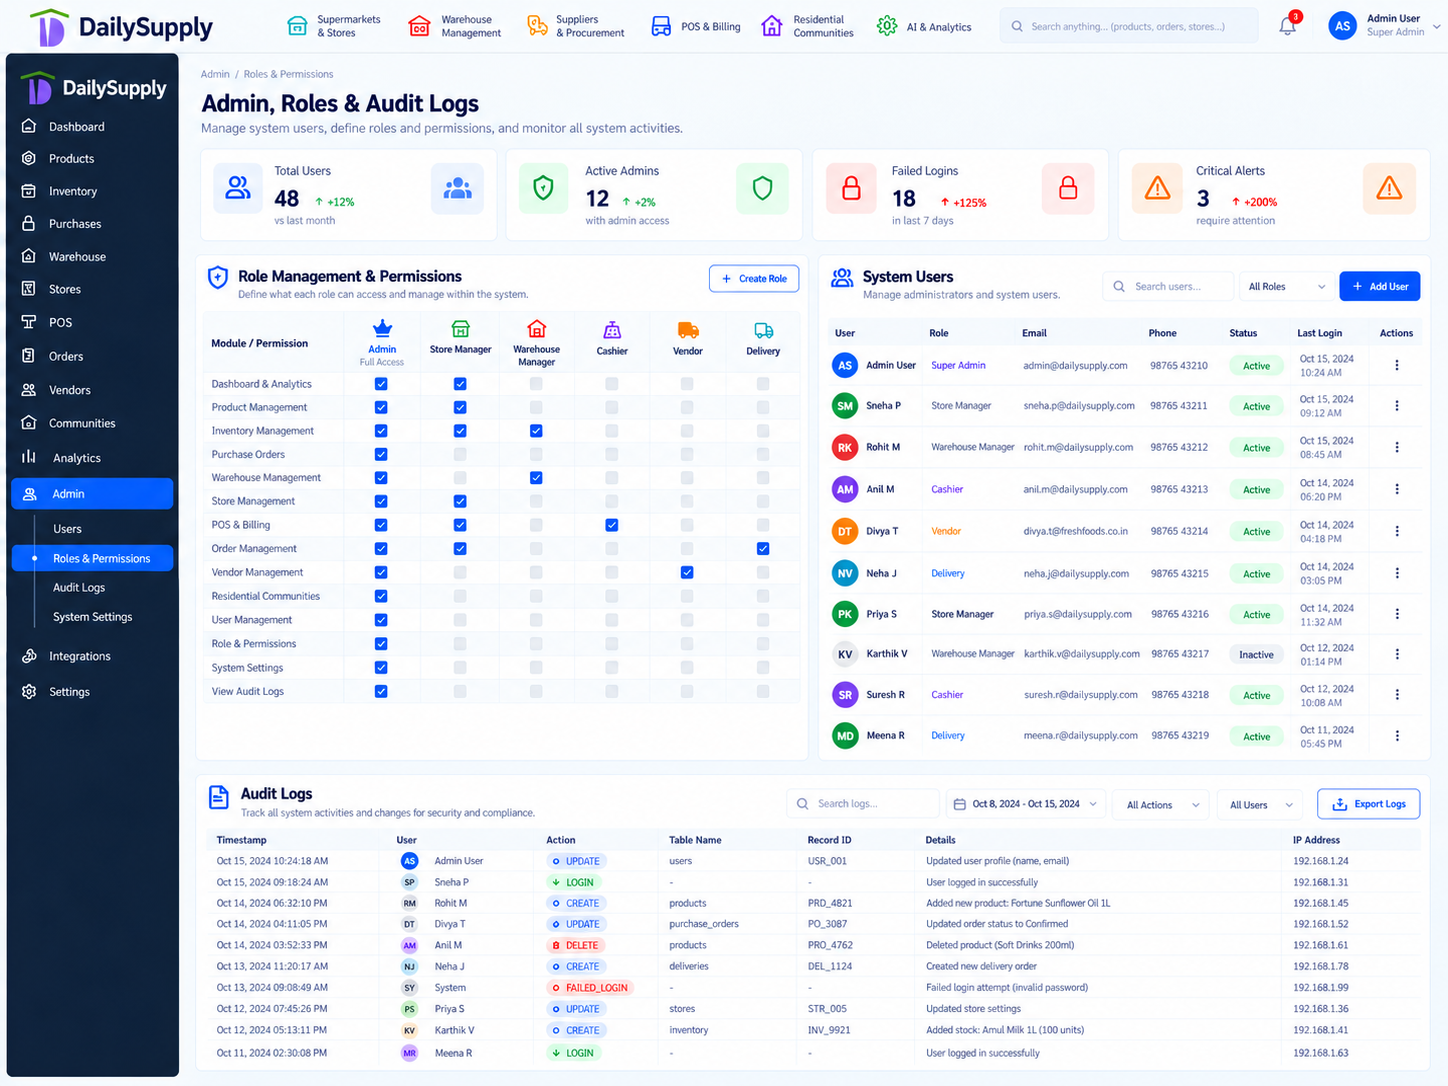 DailySupply
Supermarkets
& Stores
Warehouse
Management
Suppliers
& Procurement
POS & Billing
Residential
Communities
AI & Analytics
Search anything... (products, orders, stores...)
3
AS
Admin User
Super Admin
DailySupply
Dashboard
Products
Inventory
Purchases
Warehouse
Stores
POS
Orders
Vendors
Communities
Analytics
Admin
Users
Roles & Permissions
Audit Logs
System Settings
Integrations
Settings
Admin / Roles & Permissions
Admin, Roles & Audit Logs
Manage system users, define roles and permissions, and monitor all system activities.
Total Users
48 ↑ +12%
vs last month
Active Admins
12 ↑ +2%
with admin access
Failed Logins
18 ↑ +125%
in last 7 days
Critical Alerts
3 ↑ +200%
require attention
Role Management & Permissions
Define what each role can access and manage within the system.
+ Create Role
Module / Permission
Admin
Full Access
Store Manager
Warehouse
Manager
Cashier
Vendor
Delivery
Dashboard & Analytics
Product Management
Inventory Management
Purchase Orders
Warehouse Management
Store Management
POS & Billing
Order Management
Vendor Management
Residential Communities
User Management
Role & Permissions
System Settings
View Audit Logs
System Users
Manage administrators and system users.
Search users...
All Roles
+ Add User
User Role Email Phone Status Last Login Actions
AS Admin User Super Admin admin@dailysupply.com 98765 43210 Active Oct 15, 2024 10:24 AM
SM Sneha P Store Manager sneha.p@dailysupply.com 98765 43211 Active Oct 15, 2024 09:12 AM
RK Rohit M Warehouse Manager rohit.m@dailysupply.com 98765 43212 Active Oct 15, 2024 08:45 AM
AM Anil M Cashier anil.m@dailysupply.com 98765 43213 Active Oct 14, 2024 06:20 PM
DT Divya T Vendor divya.t@freshfoods.co.in 98765 43214 Active Oct 14, 2024 04:18 PM
NV Neha J Delivery neha.j@dailysupply.com 98765 43215 Active Oct 14, 2024 03:05 PM
PK Priya S Store Manager priya.s@dailysupply.com 98765 43216 Active Oct 14, 2024 11:32 AM
KV Karthik V Warehouse Manager karthik.v@dailysupply.com 98765 43217 Inactive Oct 12, 2024 01:14 PM
SR Suresh R Cashier suresh.r@dailysupply.com 98765 43218 Active Oct 12, 2024 10:08 AM
MD Meena R Delivery meena.r@dailysupply.com 98765 43219 Active Oct 11, 2024 05:45 PM
Audit Logs
Track all system activities and changes for security and compliance.
Search logs...
Oct 8, 2024 - Oct 15, 2024
All Actions
All Users
Export Logs
Timestamp User Action Table Name Record ID Details IP Address
Oct 15, 2024 10:24:18 AM AS Admin User UPDATE users USR_001 Updated user profile (name, email) 192.168.1.24
Oct 15, 2024 09:18:24 AM SP Sneha P LOGIN - - User logged in successfully 192.168.1.31
Oct 14, 2024 06:32:10 PM RM Rohit M CREATE products PRD_4821 Added new product: Fortune Sunflower Oil 1L 192.168.1.45
Oct 14, 2024 04:11:05 PM DT Divya T UPDATE purchase_orders PO_3087 Updated order status to Confirmed 192.168.1.52
Oct 14, 2024 03:52:33 PM AM Anil M DELETE products PRO_4762 Deleted product (Soft Drinks 200ml) 192.168.1.61
Oct 13, 2024 11:20:17 AM NJ Neha J CREATE deliveries DEL_1124 Created new delivery order 192.168.1.78
Oct 13, 2024 09:08:49 AM SY System FAILED_LOGIN - - Failed login attempt (invalid password) 192.168.1.99
Oct 12, 2024 07:45:26 PM PS Priya S UPDATE stores STR_005 Updated store settings 192.168.1.36
Oct 12, 2024 05:13:11 PM KV Karthik V CREATE inventory INV_9921 Added stock: Amul Milk 1L (100 units) 192.168.1.41
Oct 11, 2024 02:30:08 PM MR Meena R LOGIN - - User logged in successfully 192.168.1.63